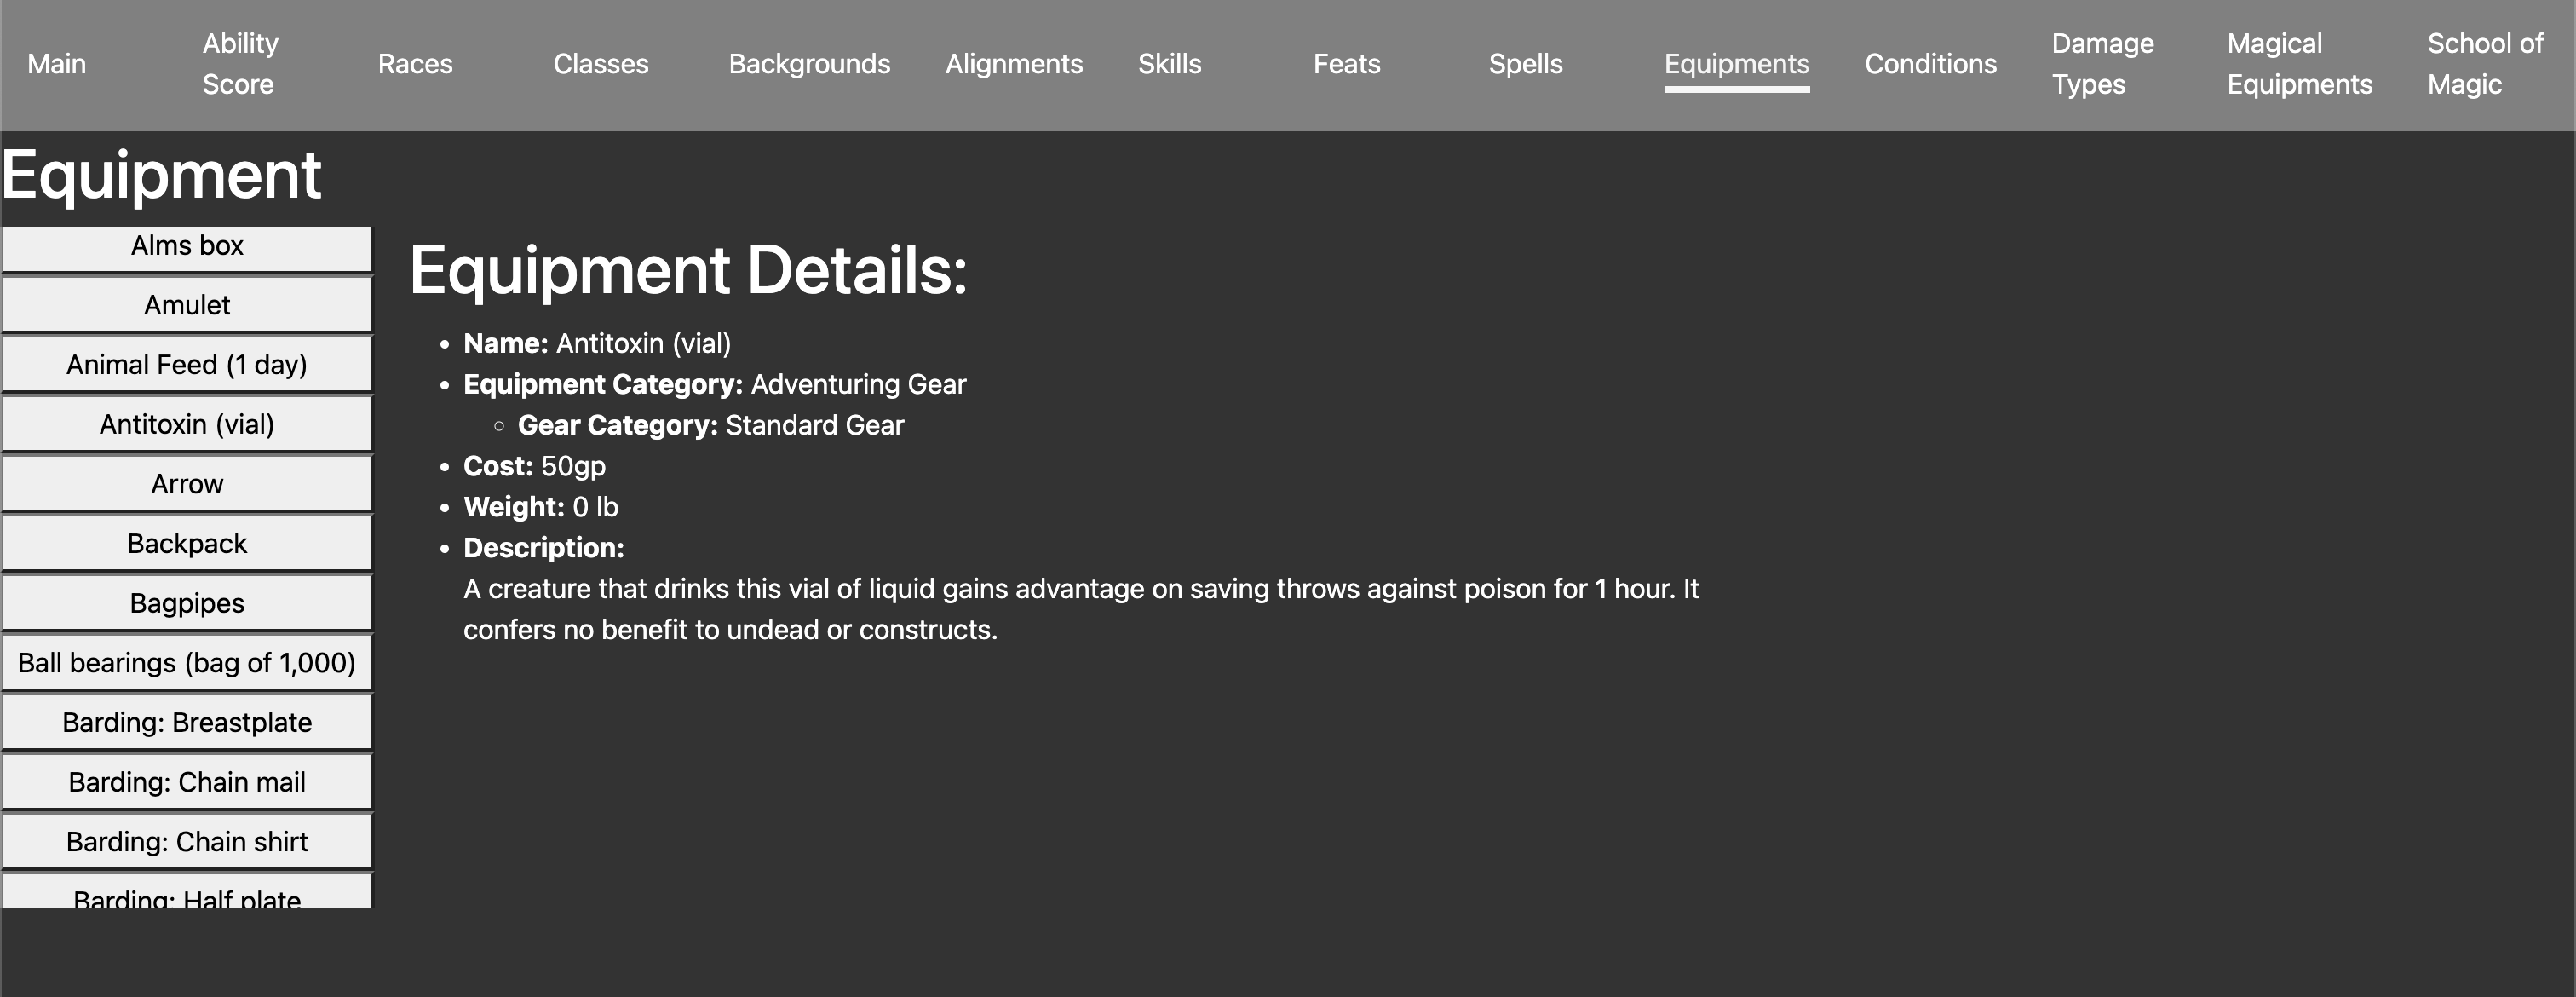 Main
Ability
Score
Races
Classes
Backgrounds
Alignments
Skills
Feats
Spells
Equipments
Conditions
Damage
Types
Magical
Equipments
School of
Magic
Equipment
Alms box
Amulet
Animal Feed (1 day)
Antitoxin (vial)
Arrow
Backpack
Bagpipes
Ball bearings (bag of 1,000)
Barding: Breastplate
Barding: Chain mail
Barding: Chain shirt
Barding: Half plate
Equipment Details:
Name: Antitoxin (vial)
Equipment Category: Adventuring Gear
Gear Category: Standard Gear
Cost: 50gp
Weight: 0 lb
Description:
A creature that drinks this vial of liquid gains advantage on saving throws against poison for 1 hour. It
confers no benefit to undead or constructs.